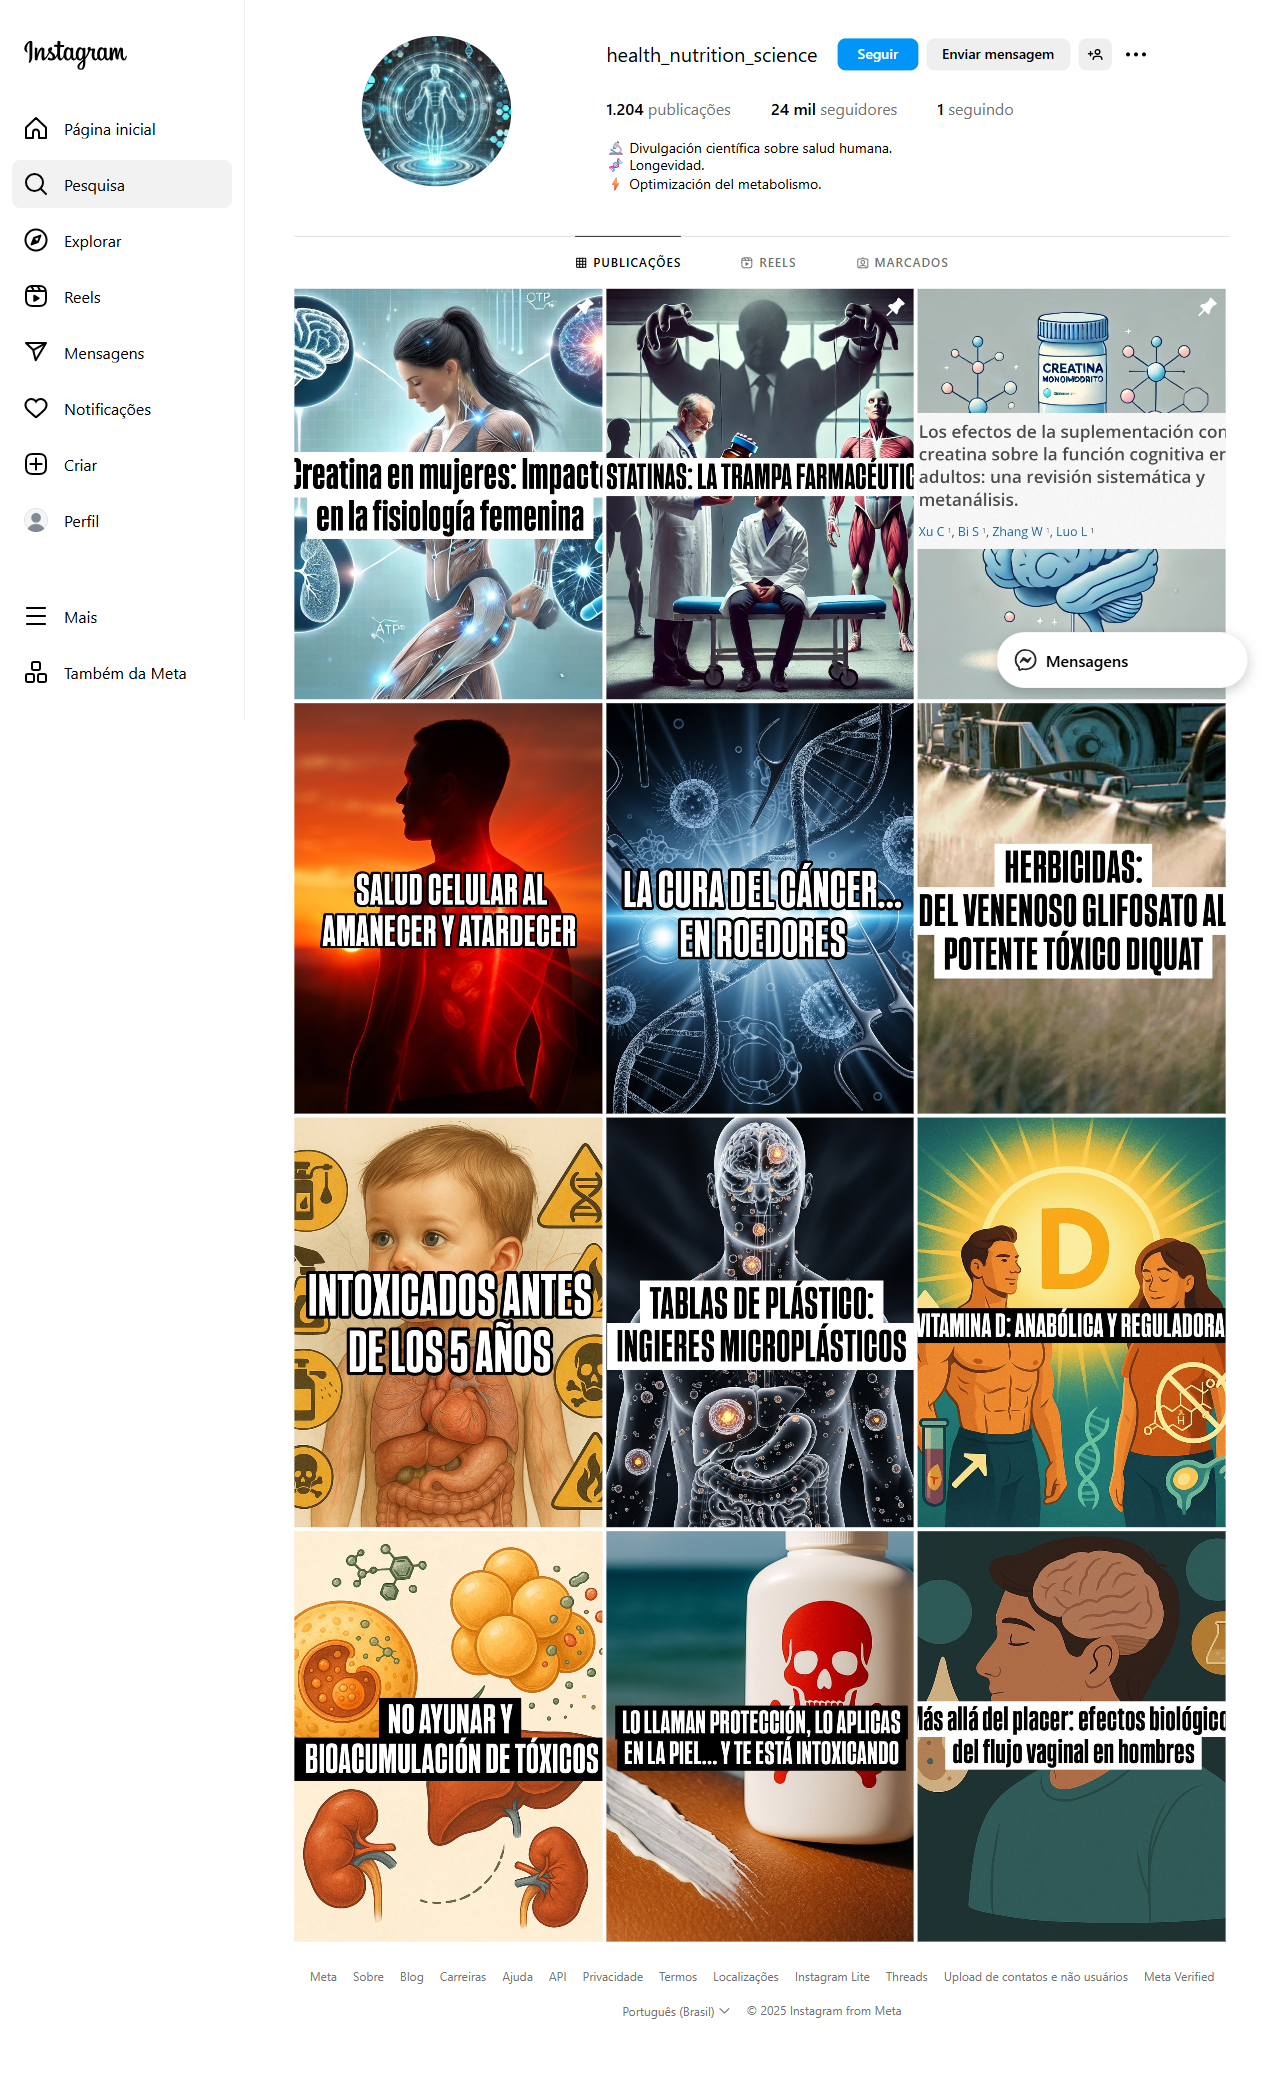 Instagram
Página inicial
Pesquisa
Explorar
Reels
Mensagens
Notificações
Criar
Perfil
Mais
Também da Meta
health_nutrition_science
Seguir
Enviar mensagem
1.204 publicações
24 mil seguidores
1 seguindo
Divulgación científica sobre salud humana.
Longevidad.
Optimización del metabolismo.
PUBLICAÇÕES
REELS
MARCADOS
OTP
Creatina en mujeres: Impacto
en la fisiología femenina
ATP
STATINAS: LA TRAMPA FARMACÉUTIC
CREATINA
Los efectos de la suplementación con
creatina sobre la función cognitiva en
adultos: una revisión sistemática y
metanálisis.
Xu C ¹, Bi S ¹, Zhang W ¹, Luo L ¹
Mensagens
SALUD CELULAR AL
AMANECER Y ATARDECER
LA CURA DEL CÁNCER...
EN ROEDORES
HERBICIDAS:
DEL VENENOSO GLIFOSATO AL
POTENTE TÓXICO DIQUAT
INTOXICADOS ANTES
DE LOS 5 AÑOS
TABLAS DE PLÁSTICO:
INGIERES MICROPLÁSTICOS
D
VITAMINA D: ANABÓLICA Y REGULADORA
T
H
NO AYUNAR Y
BIOACUMULACIÓN DE TÓXICOS
LO LLAMAN PROTECCIÓN, LO APLICAS
EN LA PIEL... Y TE ESTÁ INTOXICANDO
Más allá del placer: efectos biológico
del flujo vaginal en hombres
Meta Sobre Blog Carreiras Ajuda API Privacidade Termos Localizações Instagram Lite Threads Upload de contatos e não usuários Meta Verified
Português (Brasil) © 2025 Instagram from Meta